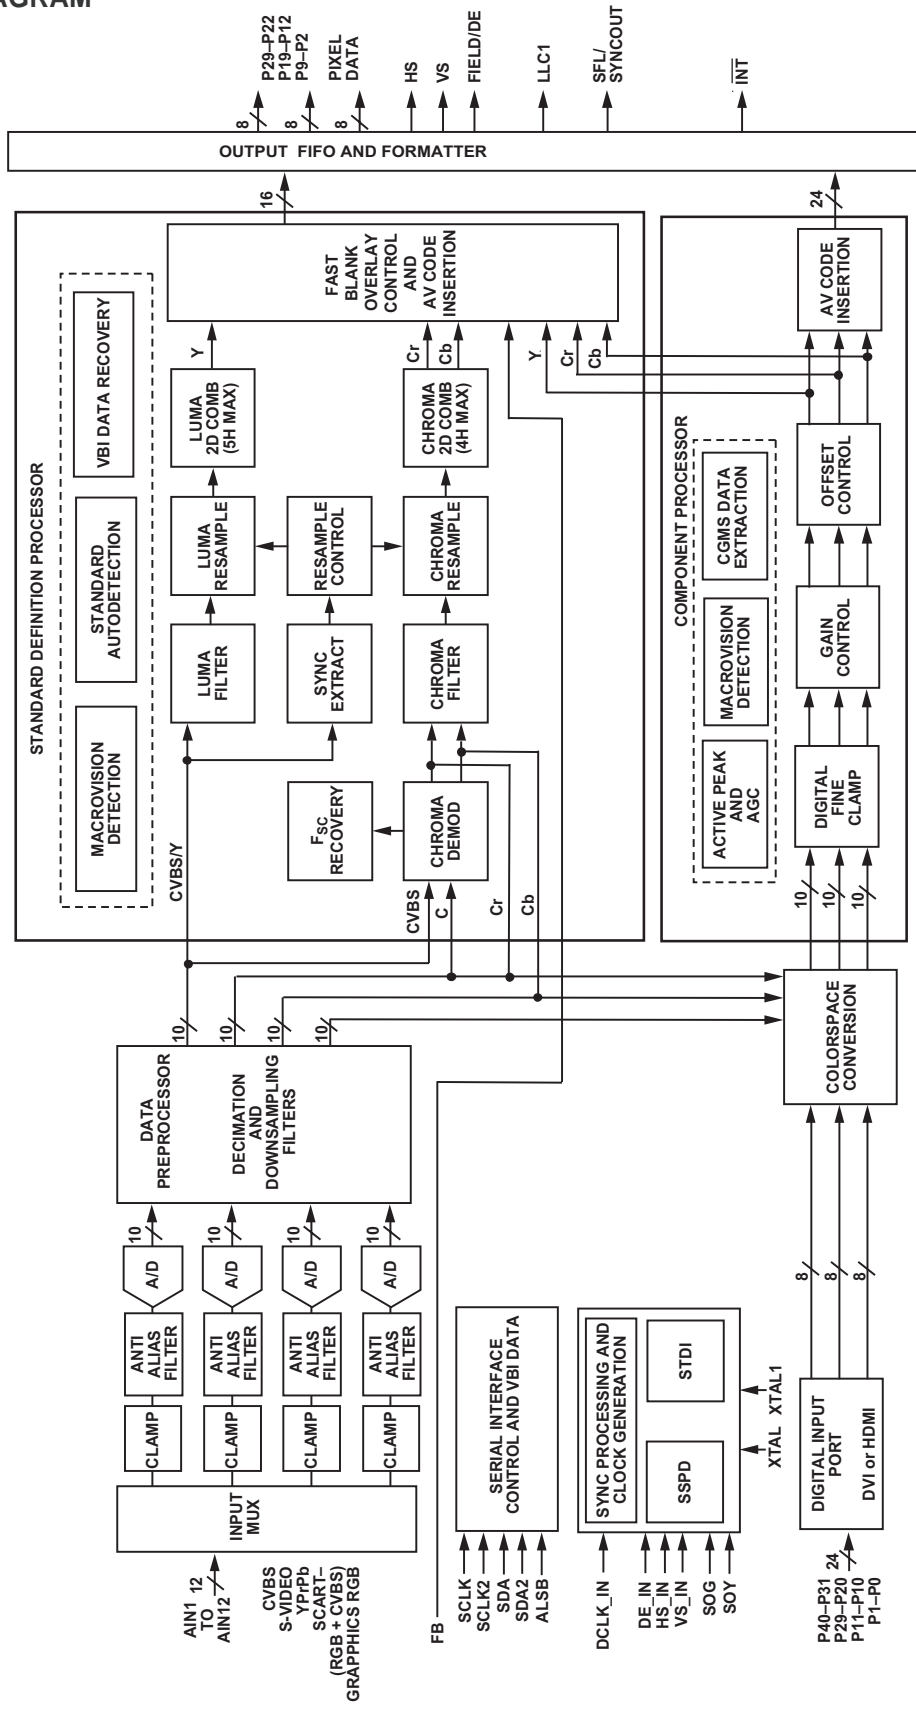 AGRAM
P29–P22
P19–P12
P9–P2
PIXEL
DATA
HS
VS
FIELD/DE
LLC1
SFL/
SYNCOUT
INT
8
8
8
OUTPUT FIFO AND FORMATTER
16
24
STANDARD DEFINITION PROCESSOR
MACROVISION
DETECTION
STANDARD
AUTODETECTION
VBI DATA RECOVERY
FAST
BLANK
OVERLAY
CONTROL
AND
AV CODE
INSERTION
Y
Cr
Cb
Y
Cr
Cb
LUMA
FILTER
LUMA
RESAMPLE
LUMA
2D COMB
(5H MAX)
SYNC
EXTRACT
RESAMPLE
CONTROL
CHROMA
FILTER
CHROMA
RESAMPLE
CHROMA
2D COMB
(4H MAX)
FSC
RECOVERY
CHROMA
DEMOD
CVBS/Y
CVBS
C
Cr
Cb
COMPONENT PROCESSOR
ACTIVE PEAK
AND
AGC
MACROVISION
DETECTION
CGMS DATA
EXTRACTION
DIGITAL
FINE
CLAMP
GAIN
CONTROL
OFFSET
CONTROL
AV CODE
INSERTION
10
10
10
COLORSPACE
CONVERSION
DATA
PREPROCESSOR
DECIMATION
AND
DOWNSAMPLING
FILTERS
10
10
10
10
10
10
10
10
A/D
A/D
A/D
A/D
ANTI
ALIAS
FILTER
ANTI
ALIAS
FILTER
ANTI
ALIAS
FILTER
ANTI
ALIAS
FILTER
CLAMP
CLAMP
CLAMP
CLAMP
INPUT
MUX
AIN1
TO
AIN12
12
CVBS
S-VIDEO
YPrPb
SCART–
(RGB + CVBS)
GRAPPHICS RGB
FB
SCLK
SCLK2
SDA
SDA2
ALSB
SERIAL INTERFACE
CONTROL AND VBI DATA
DCLK_IN
DE_IN
HS_IN
VS_IN
SOG
SOY
SYNC PROCESSING AND
CLOCK GENERATION
SSPD
STDI
XTAL
XTAL1
P40–P31
P29–P20
P11–P10
P1–P0
24
DIGITAL INPUT
PORT
DVI or HDMI
8
8
8